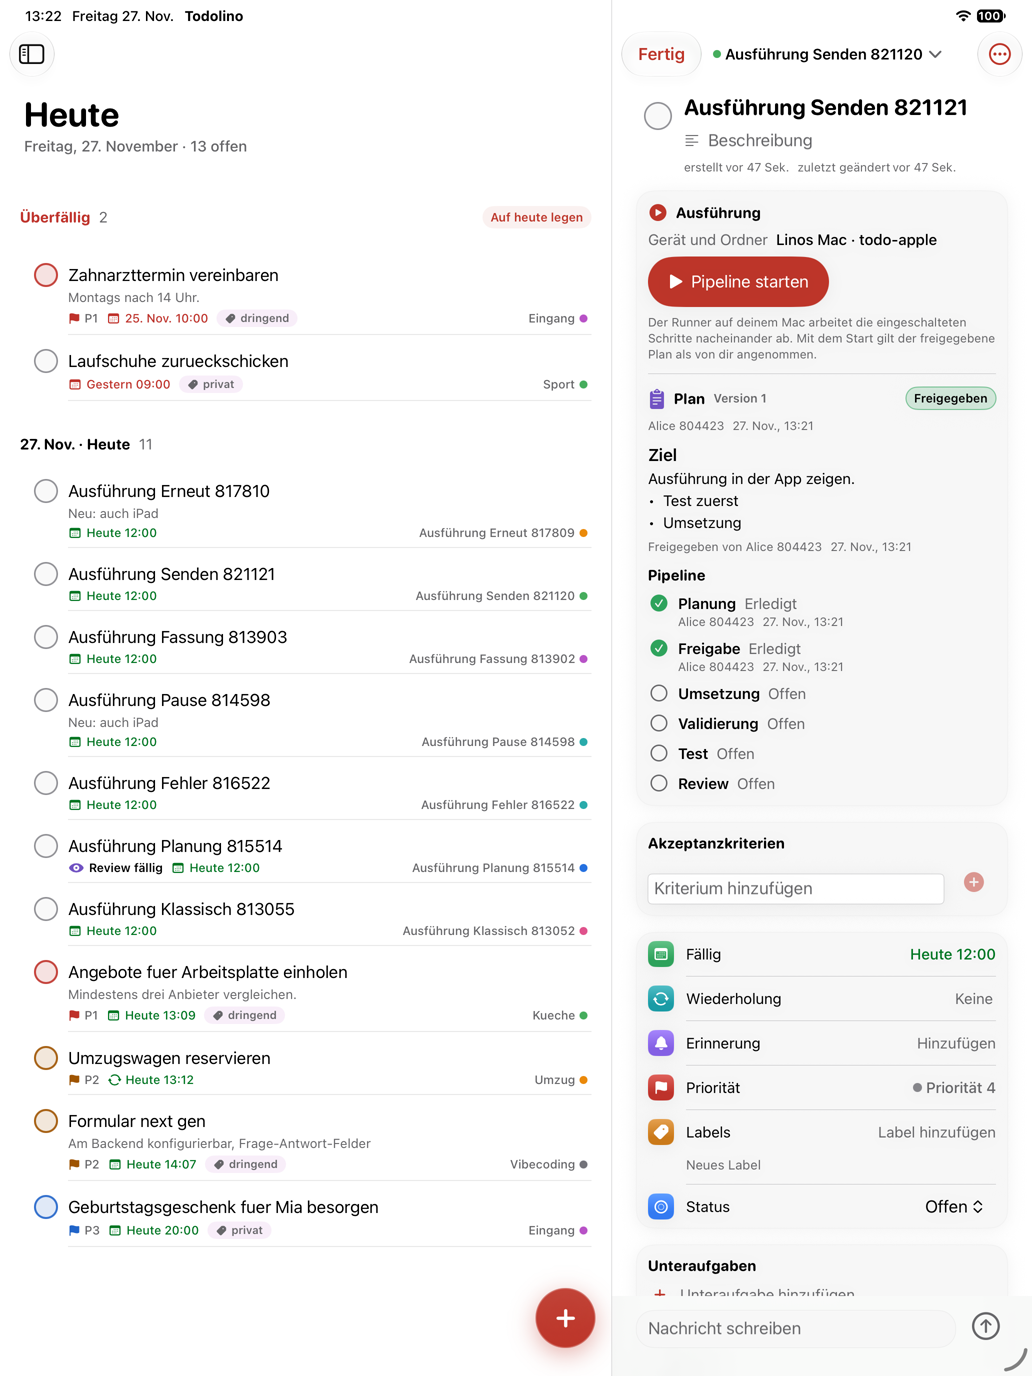 13:22 Freitag 27. Nov. Todolino
100
Heute
Freitag, 27. November · 13 offen
Überfällig 2
Auf heute legen
Zahnarzttermin vereinbaren
Montags nach 14 Uhr.
P1 25. Nov. 10:00 dringend Eingang
Laufschuhe zurueckschicken
Gestern 09:00 privat Sport
27. Nov. · Heute 11
Ausführung Erneut 817810
Neu: auch iPad
Heute 12:00 Ausführung Erneut 817809
Ausführung Senden 821121
Heute 12:00 Ausführung Senden 821120
Ausführung Fassung 813903
Heute 12:00 Ausführung Fassung 813902
Ausführung Pause 814598
Neu: auch iPad
Heute 12:00 Ausführung Pause 814598
Ausführung Fehler 816522
Heute 12:00 Ausführung Fehler 816522
Ausführung Planung 815514
Review fällig Heute 12:00 Ausführung Planung 815514
Ausführung Klassisch 813055
Heute 12:00 Ausführung Klassisch 813052
Angebote fuer Arbeitsplatte einholen
Mindestens drei Anbieter vergleichen.
P1 Heute 13:09 dringend Kueche
Umzugswagen reservieren
P2 Heute 13:12 Umzug
Formular next gen
Am Backend konfigurierbar, Frage-Antwort-Felder
P2 Heute 14:07 dringend Vibecoding
Geburtstagsgeschenk fuer Mia besorgen
P3 Heute 20:00 privat Eingang
Fertig
Ausführung Senden 821120
Ausführung Senden 821121
Beschreibung
erstellt vor 47 Sek. zuletzt geändert vor 47 Sek.
Ausführung
Gerät und Ordner Linos Mac · todo-apple
Pipeline starten
Der Runner auf deinem Mac arbeitet die eingeschalteten
Schritte nacheinander ab. Mit dem Start gilt der freigegebene
Plan als von dir angenommen.
Plan Version 1 Freigegeben
Alice 804423 27. Nov., 13:21
Ziel
Ausführung in der App zeigen.
• Test zuerst
• Umsetzung
Freigegeben von Alice 804423 27. Nov., 13:21
Pipeline
Planung Erledigt
Alice 804423 27. Nov., 13:21
Freigabe Erledigt
Alice 804423 27. Nov., 13:21
Umsetzung Offen
Validierung Offen
Test Offen
Review Offen
Akzeptanzkriterien
Kriterium hinzufügen
Fällig Heute 12:00
Wiederholung Keine
Erinnerung Hinzufügen
Priorität Priorität 4
Labels Label hinzufügen
Neues Label
Status Offen
Unteraufgaben
Unteraufgabe hinzufügen
Nachricht schreiben